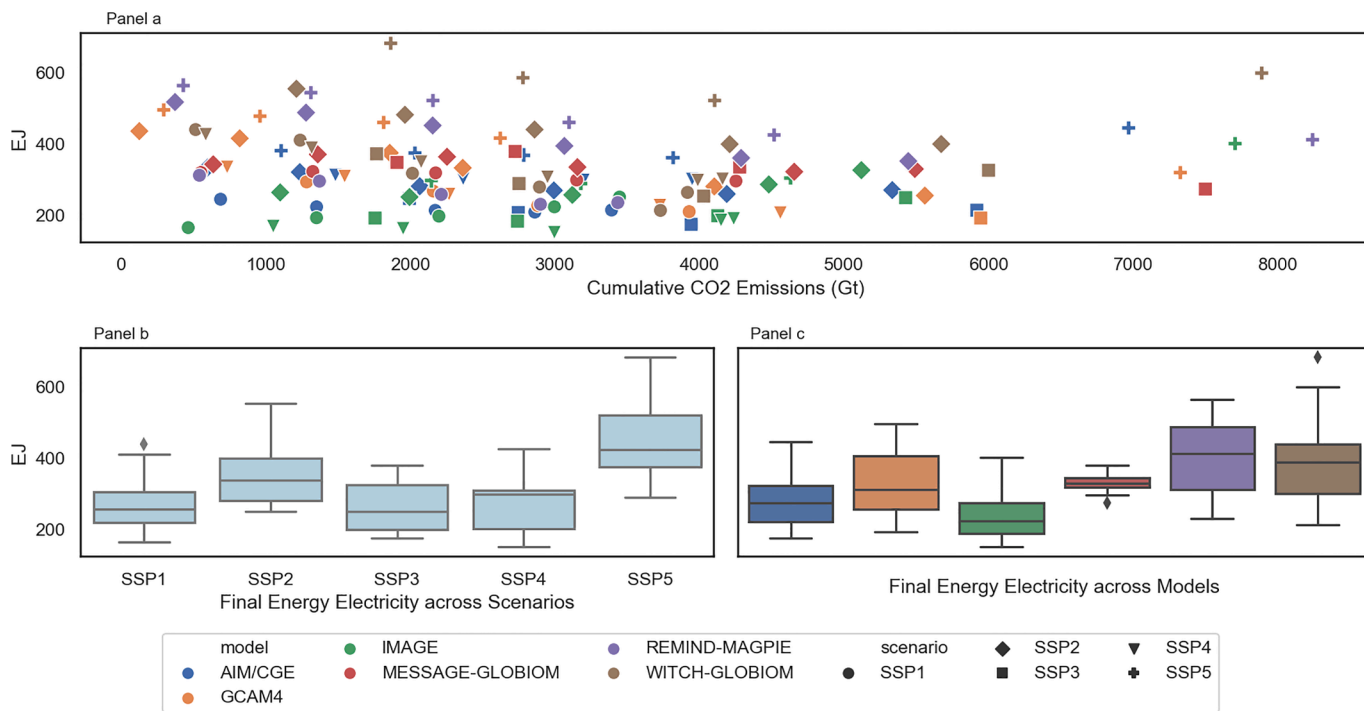 Panel a
600
400
200
EJ
0 1000 2000 3000 4000 5000 6000 7000 8000
Cumulative CO2 Emissions (Gt)
Panel b
Panel c
600
400
200
EJ
SSP1 SSP2 SSP3 SSP4 SSP5
Final Energy Electricity across Scenarios
Final Energy Electricity across Models
model IMAGE REMIND-MAGPIE scenario SSP2 SSP4
AIM/CGE MESSAGE-GLOBIOM WITCH-GLOBIOM SSP1 SSP3 SSP5
GCAM4